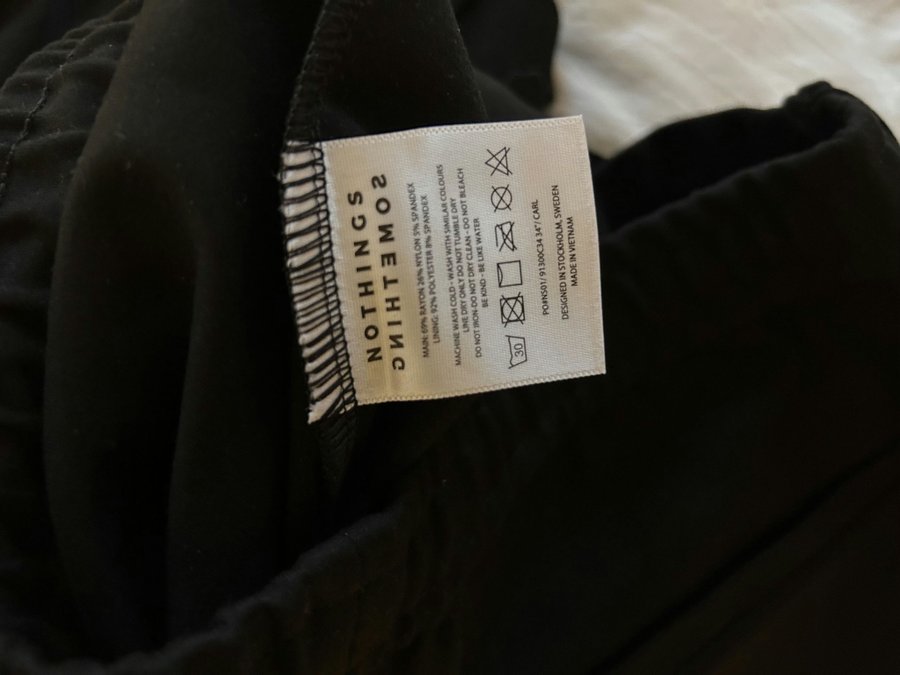 NOTHINGS
SOMETHING
MAIN: 69% RAYON 26% NYLON 5% SPANDEX
LINING: 92% POLYESTER 8% SPANDEX
MACHINE WASH COLD - WASH WITH SIMILAR COLOURS
LINE DRY ONLY DO NOT TUMBLE DRY
DO NOT IRON-DO NOT DRY CLEAN - DO NOT BLEACH
BE KIND - BE LIKE WATER
30
PO#NS01/ 91300C34 34"/ CARL
DESIGNED IN STOCKHOLM, SWEDEN
MADE IN VIETNAM